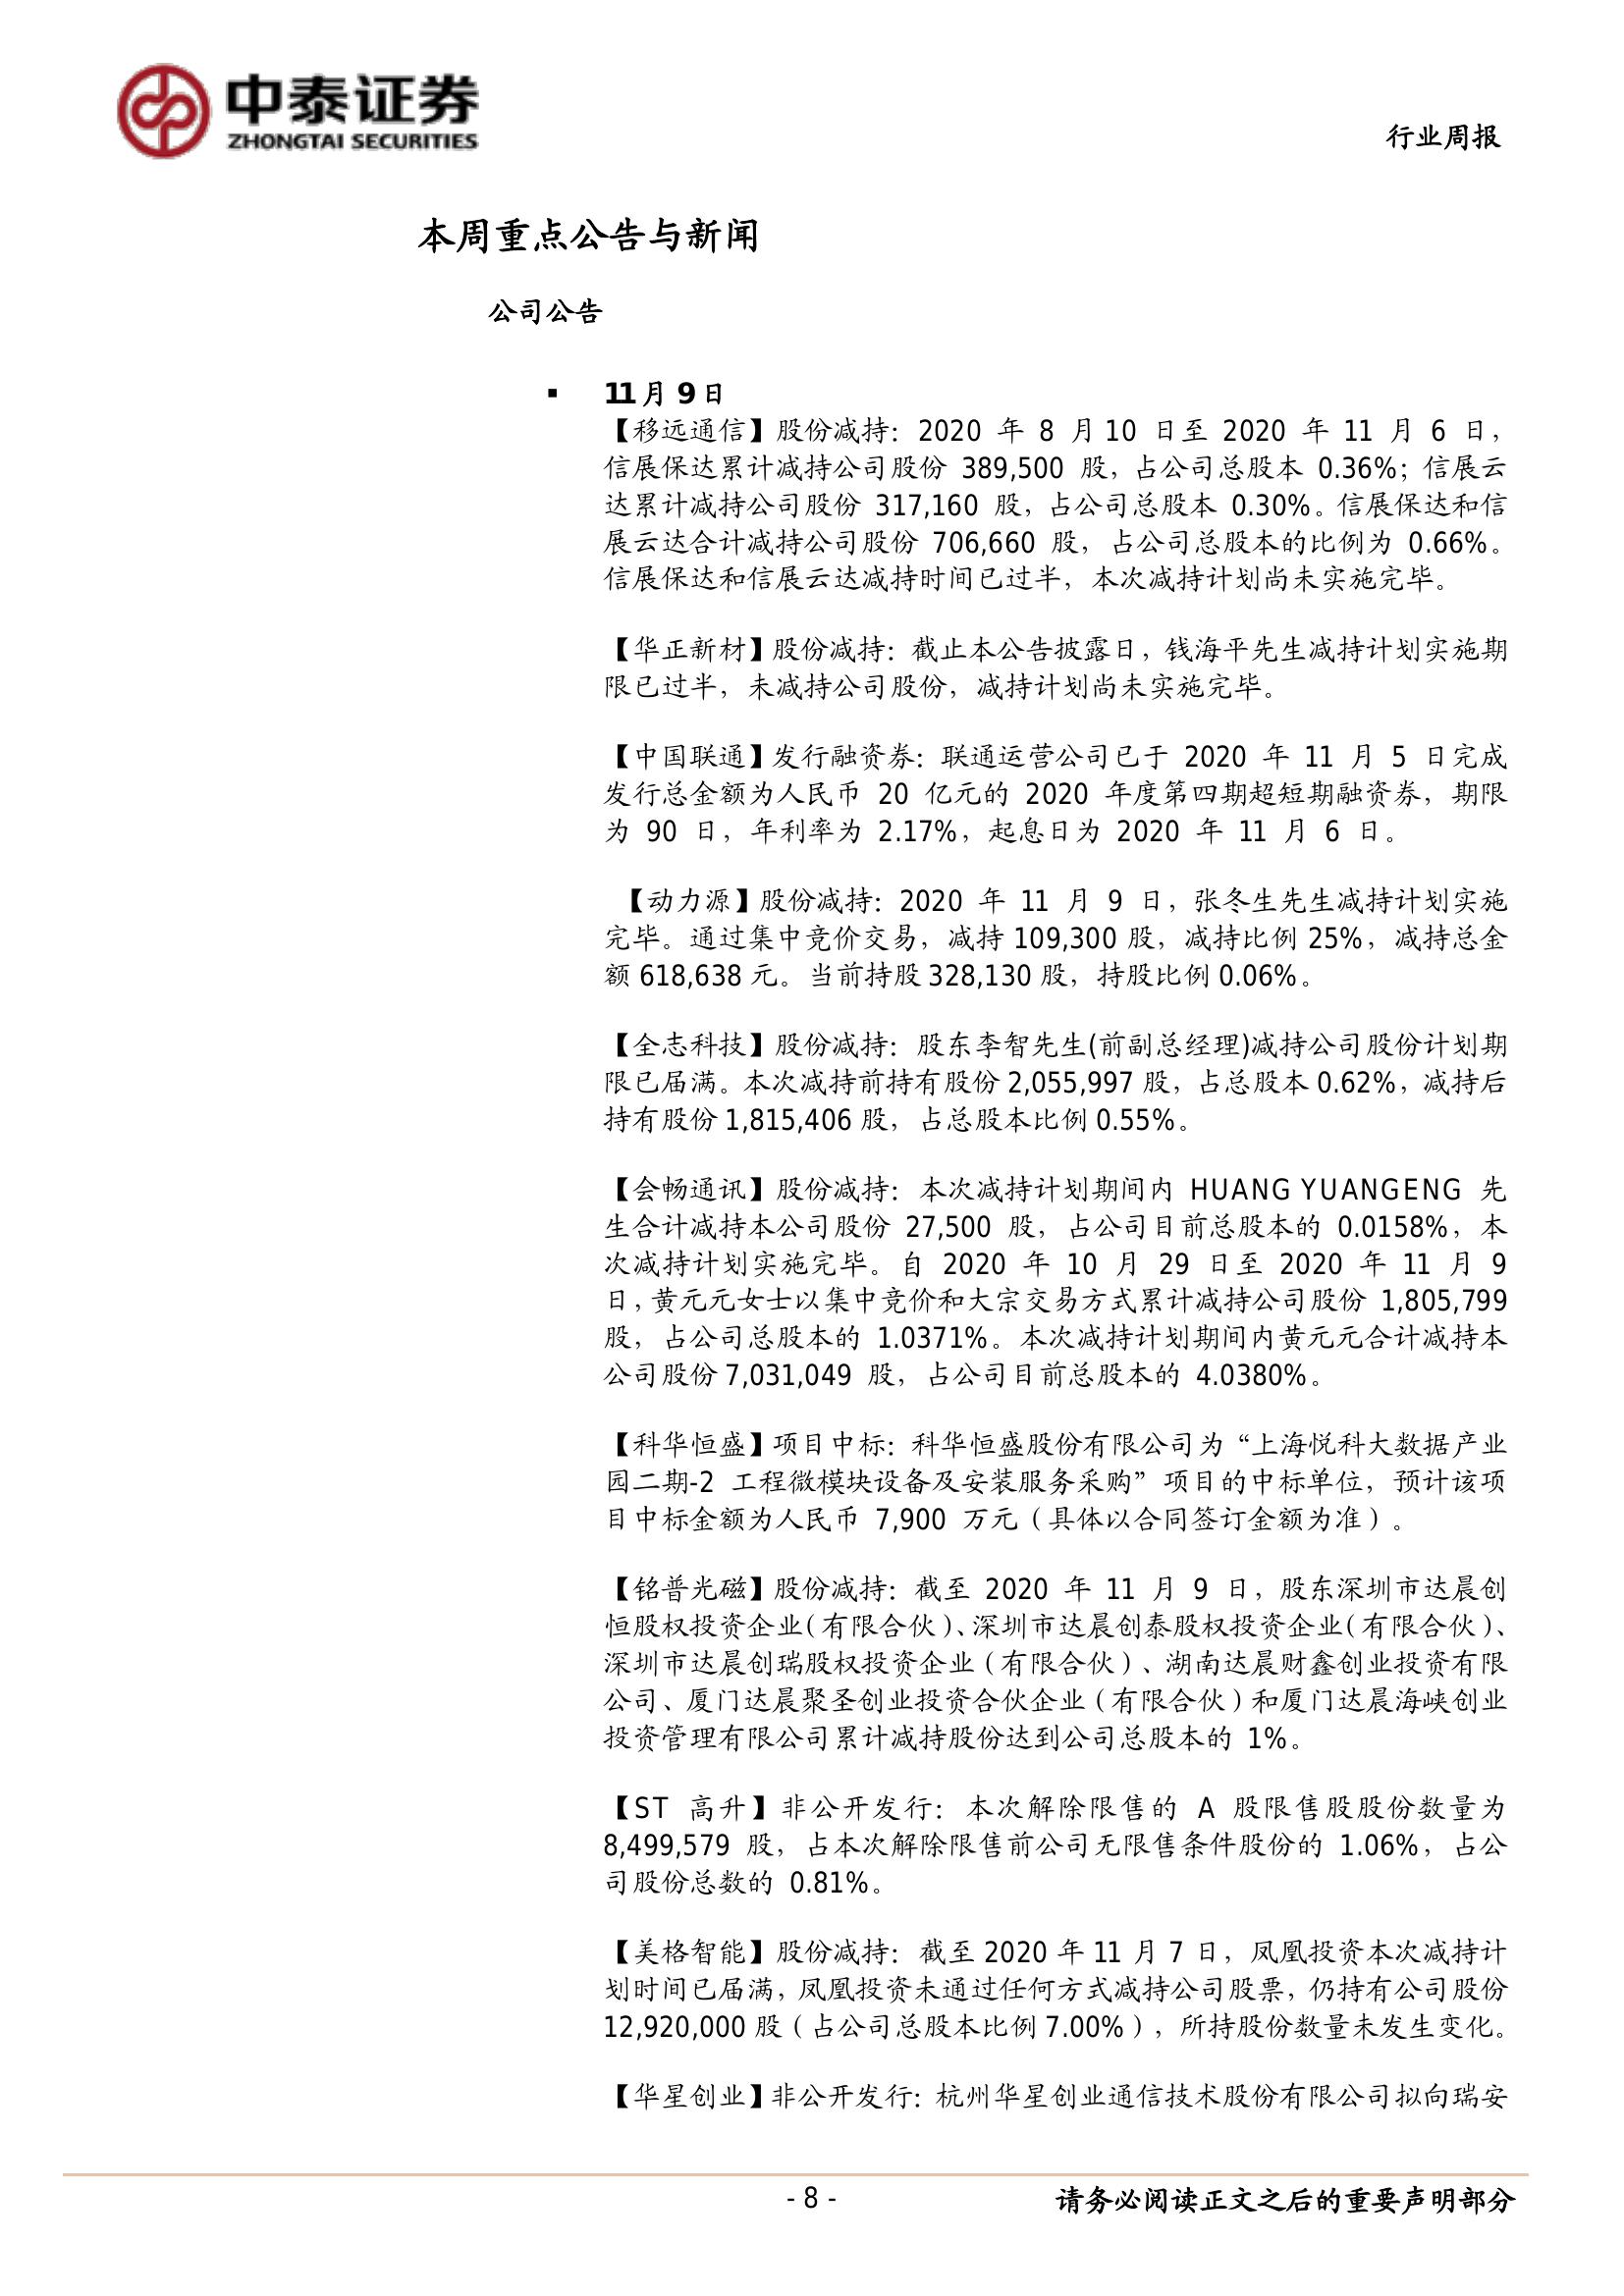 中泰证券
ZHONGTAI SECURITIES
行业周报
本周重点公告与新闻
公司公告
▪ 11月9日
【移远通信】股份减持：2020 年 8 月10 日至 2020 年 11 月 6 日，
信展保达累计减持公司股份 389,500 股，占公司总股本 0.36%；信展云
达累计减持公司股份 317,160 股，占公司总股本 0.30%。信展保达和信
展云达合计减持公司股份 706,660 股，占公司总股本的比例为 0.66%。
信展保达和信展云达减持时间已过半，本次减持计划尚未实施完毕。
【华正新材】股份减持：截止本公告披露日，钱海平先生减持计划实施期
限已过半，未减持公司股份，减持计划尚未实施完毕。
【中国联通】发行融资券：联通运营公司已于 2020 年 11 月 5 日完成
发行总金额为人民币 20 亿元的 2020 年度第四期超短期融资券，期限
为 90 日，年利率为 2.17%，起息日为 2020 年 11 月 6 日。
【动力源】股份减持：2020 年 11 月 9 日，张冬生先生减持计划实施
完毕。通过集中竞价交易，减持 109,300 股，减持比例 25%，减持总金
额 618,638 元。当前持股 328,130 股，持股比例 0.06%。
【全志科技】股份减持：股东李智先生(前副总经理)减持公司股份计划期
限已届满。本次减持前持有股份 2,055,997 股，占总股本 0.62%，减持后
持有股份 1,815,406 股，占总股本比例 0.55%。
【会畅通讯】股份减持：本次减持计划期间内 HUANG YUANGENG 先
生合计减持本公司股份 27,500 股，占公司目前总股本的 0.0158%，本
次减持计划实施完毕。自 2020 年 10 月 29 日至 2020 年 11 月 9
日，黄元元女士以集中竞价和大宗交易方式累计减持公司股份 1,805,799
股，占公司总股本的 1.0371%。本次减持计划期间内黄元元合计减持本
公司股份 7,031,049 股，占公司目前总股本的 4.0380%。
【科华恒盛】项目中标：科华恒盛股份有限公司为“上海悦科大数据产业
园二期-2 工程微模块设备及安装服务采购”项目的中标单位，预计该项
目中标金额为人民币 7,900 万元（具体以合同签订金额为准）。
【铭普光磁】股份减持：截至 2020 年 11 月 9 日，股东深圳市达晨创
恒股权投资企业（有限合伙）、深圳市达晨创泰股权投资企业（有限合伙）、
深圳市达晨创瑞股权投资企业（有限合伙）、湖南达晨财鑫创业投资有限
公司、厦门达晨聚圣创业投资合伙企业（有限合伙）和厦门达晨海峡创业
投资管理有限公司累计减持股份达到公司总股本的 1%。
【ST 高升】非公开发行：本次解除限售的 A 股限售股股份数量为
8,499,579 股，占本次解除限售前公司无限售条件股份的 1.06%，占公
司股份总数的 0.81%。
【美格智能】股份减持：截至 2020 年 11 月 7 日，凤凰投资本次减持计
划时间已届满，凤凰投资未通过任何方式减持公司股票，仍持有公司股份
12,920,000 股（占公司总股本比例 7.00%），所持股份数量未发生变化。
【华星创业】非公开发行：杭州华星创业通信技术股份有限公司拟向瑞安
- 8 -
请务必阅读正文之后的重要声明部分